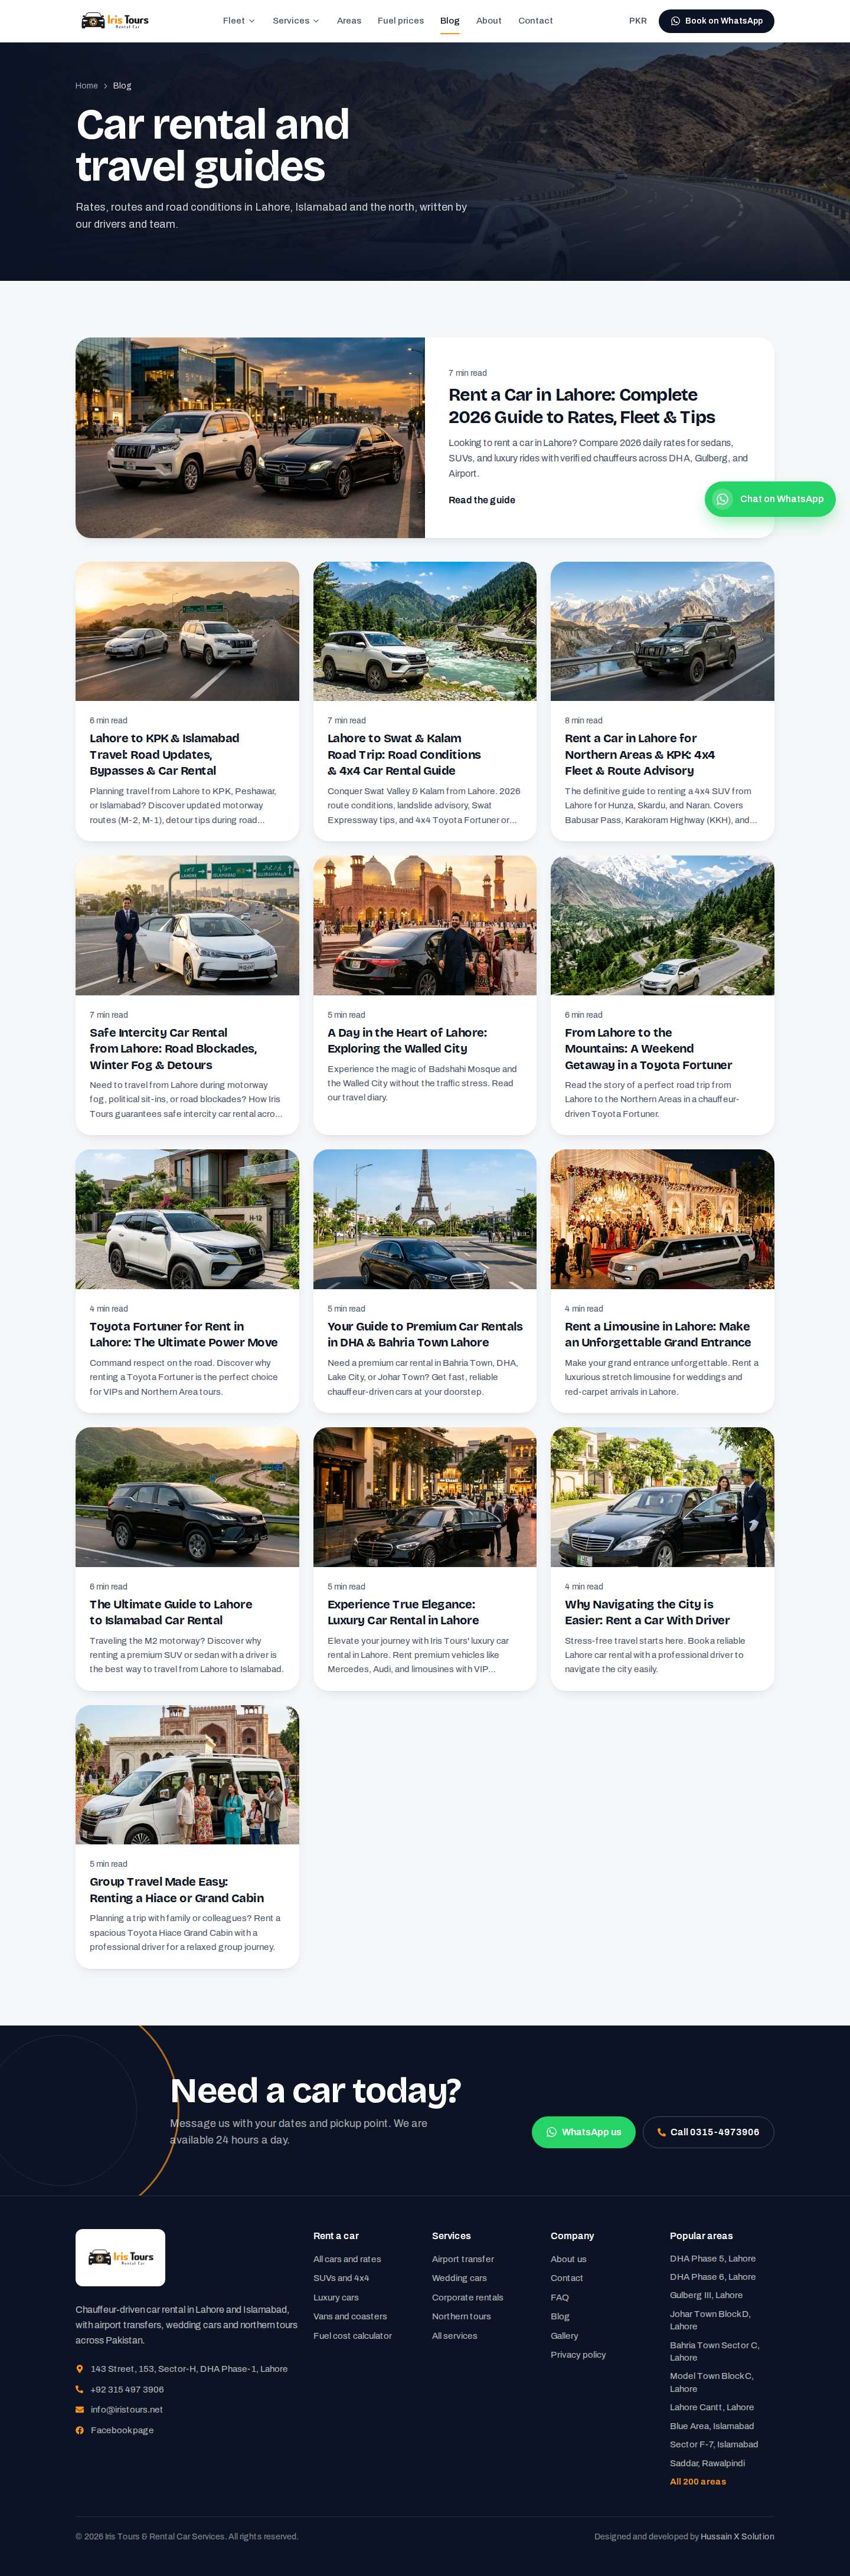 Iris Tours
Rental Car
Fleet
Services
Areas
Fuel prices
Blog
About
Contact
PKR
Book on WhatsApp
Home > Blog
Car rental and
travel guides
Rates, routes and road conditions in Lahore, Islamabad and the north, written by
our drivers and team.
7 min read
Rent a Car in Lahore: Complete
2026 Guide to Rates, Fleet & Tips
Looking to rent a car in Lahore? Compare 2026 daily rates for sedans,
SUVs, and luxury rides with verified chauffeurs across DHA, Gulberg, and
Airport.
Read the guide
Chat on WhatsApp
6 min read
Lahore to KPK & Islamabad
Travel: Road Updates,
Bypasses & Car Rental
Planning travel from Lahore to KPK, Peshawar,
or Islamabad? Discover updated motorway
routes (M-2, M-1), detour tips during road...
7 min read
Lahore to Swat & Kalam
Road Trip: Road Conditions
& 4x4 Car Rental Guide
Conquer Swat Valley & Kalam from Lahore. 2026
route conditions, landslide advisory, Swat
Expressway tips, and 4x4 Toyota Fortuner or...
8 min read
Rent a Car in Lahore for
Northern Areas & KPK: 4x4
Fleet & Route Advisory
The definitive guide to renting a 4x4 SUV from
Lahore for Hunza, Skardu, and Naran. Covers
Babusar Pass, Karakoram Highway (KKH), and...
7 min read
Safe Intercity Car Rental
from Lahore: Road Blockades,
Winter Fog & Detours
Need to travel from Lahore during motorway
fog, political sit-ins, or road blockades? How Iris
Tours guarantees safe intercity car rental acro...
5 min read
A Day in the Heart of Lahore:
Exploring the Walled City
Experience the magic of Badshahi Mosque and
the Walled City without the traffic stress. Read
our travel diary.
6 min read
From Lahore to the
Mountains: A Weekend
Getaway in a Toyota Fortuner
Read the story of a perfect road trip from
Lahore to the Northern Areas in a chauffeur-
driven Toyota Fortuner.
H-12
4 min read
Toyota Fortuner for Rent in
Lahore: The Ultimate Power Move
Command respect on the road. Discover why
renting a Toyota Fortuner is the perfect choice
for VIPs and Northern Area tours.
5 min read
Your Guide to Premium Car Rentals
in DHA & Bahria Town Lahore
Need a premium car rental in Bahria Town, DHA,
Lake City, or Johar Town? Get fast, reliable
chauffeur-driven cars at your doorstep.
4 min read
Rent a Limousine in Lahore: Make
an Unforgettable Grand Entrance
Make your grand entrance unforgettable. Rent a
luxurious stretch limousine for weddings and
red-carpet arrivals in Lahore.
6 min read
The Ultimate Guide to Lahore
to Islamabad Car Rental
Traveling the M2 motorway? Discover why
renting a premium SUV or sedan with a driver is
the best way to travel from Lahore to Islamabad.
5 min read
Experience True Elegance:
Luxury Car Rental in Lahore
Elevate your journey with Iris Tours' luxury car
rental in Lahore. Rent premium vehicles like
Mercedes, Audi, and limousines with VIP...
4 min read
Why Navigating the City is
Easier: Rent a Car With Driver
Stress-free travel starts here. Book a reliable
Lahore car rental with a professional driver to
navigate the city easily.
5 min read
Group Travel Made Easy:
Renting a Hiace or Grand Cabin
Planning a trip with family or colleagues? Rent a
spacious Toyota Hiace Grand Cabin with a
professional driver for a relaxed group journey.
Need a car today?
Message us with your dates and pickup point. We are
available 24 hours a day.
WhatsApp us
Call 0315-4973906
Iris Tours
Rental Car
Chauffeur-driven car rental in Lahore and Islamabad,
with airport transfers, wedding cars and northern tours
across Pakistan.
143 Street, 153, Sector-H, DHA Phase-1, Lahore
+92 315 497 3906
info@iristours.net
Facebook page
Rent a car
All cars and rates
SUVs and 4x4
Luxury cars
Vans and coasters
Fuel cost calculator
Services
Airport transfer
Wedding cars
Corporate rentals
Northern tours
All services
Company
About us
Contact
FAQ
Blog
Gallery
Privacy policy
Popular areas
DHA Phase 5, Lahore
DHA Phase 6, Lahore
Gulberg III, Lahore
Johar Town Block D,
Lahore
Bahria Town Sector C,
Lahore
Model Town Block C,
Lahore
Lahore Cantt, Lahore
Blue Area, Islamabad
Sector F-7, Islamabad
Saddar, Rawalpindi
All 200 areas
© 2026 Iris Tours & Rental Car Services. All rights reserved.
Designed and developed by Hussain X Solution